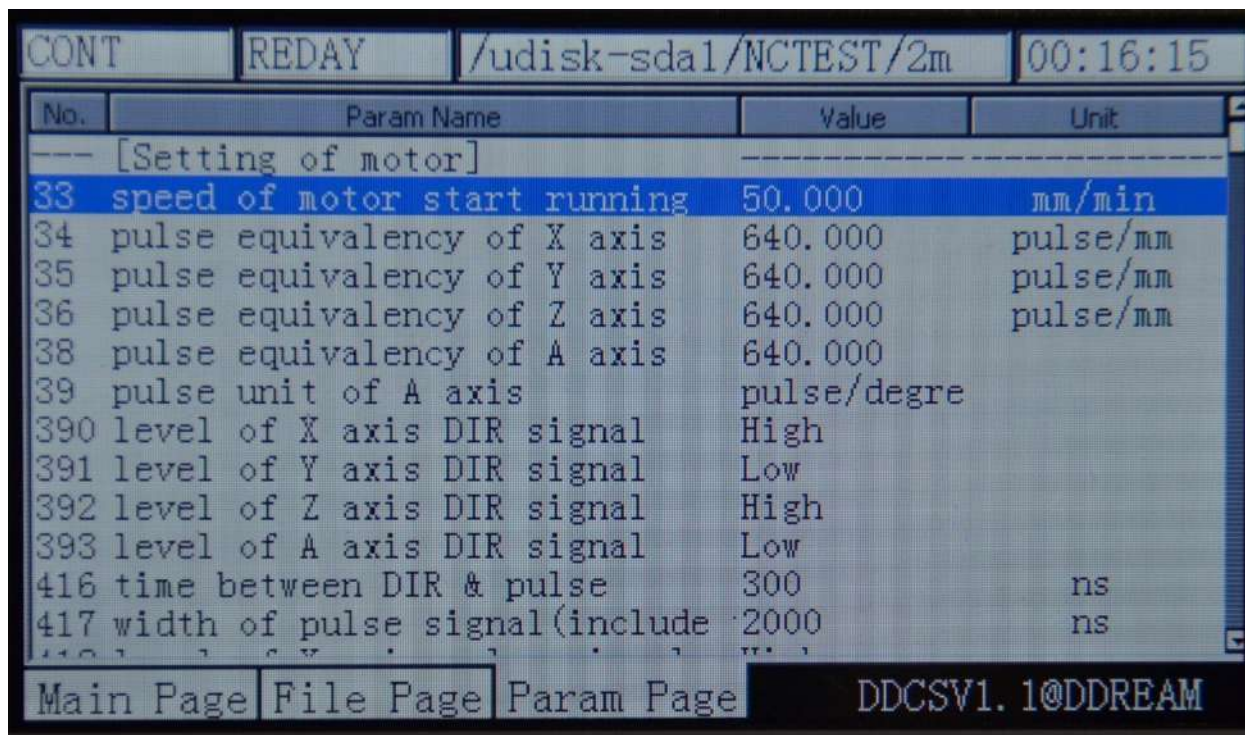 CONT REDAY /udisk-sda1/NCTEST/2m 00:16:15
No. Param Name Value Unit
--- [Setting of motor] ---------------------------
33 speed of motor start running 50.000 mm/min
34 pulse equivalency of X axis 640.000 pulse/mm
35 pulse equivalency of Y axis 640.000 pulse/mm
36 pulse equivalency of Z axis 640.000 pulse/mm
38 pulse equivalency of A axis 640.000
39 pulse unit of A axis pulse/degre
390 level of X axis DIR signal High
391 level of Y axis DIR signal Low
392 level of Z axis DIR signal High
393 level of A axis DIR signal Low
416 time between DIR & pulse 300 ns
417 width of pulse signal(include 2000 ns
Main Page File Page Param Page DDCSV1.1@DDREAM